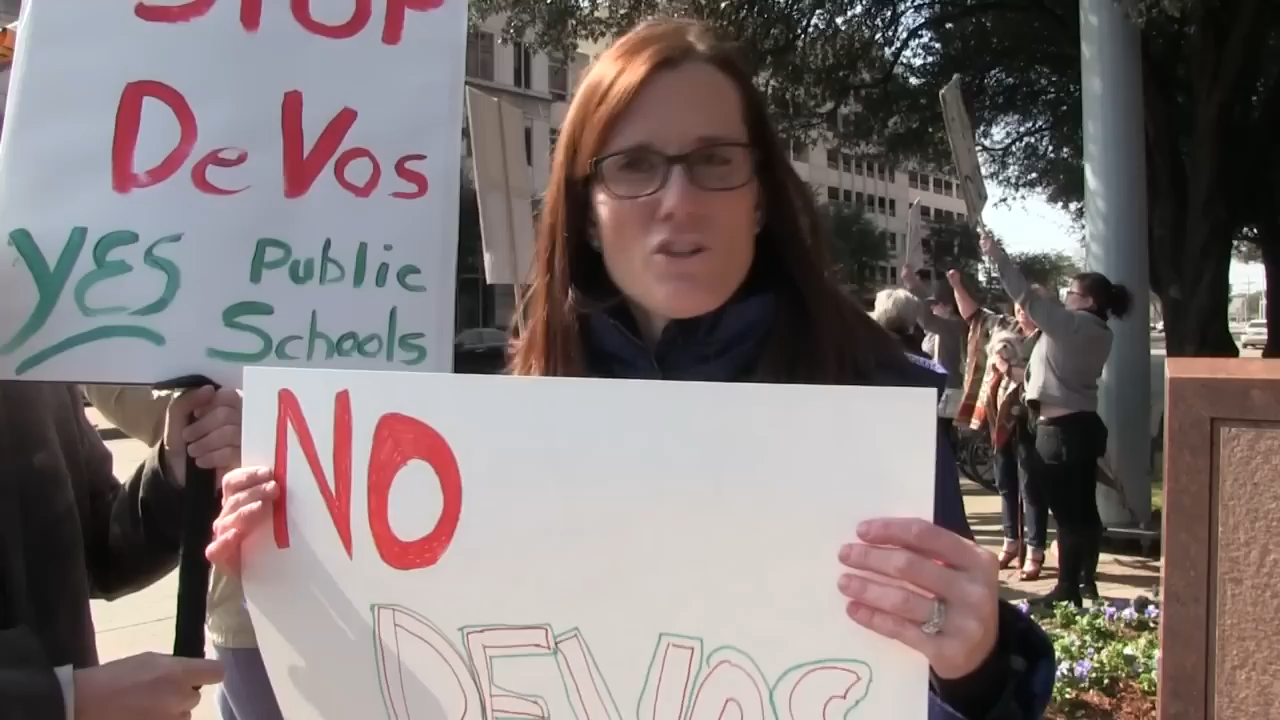 STOP
DeVos
YES Public
Schools
NO
DEVOS